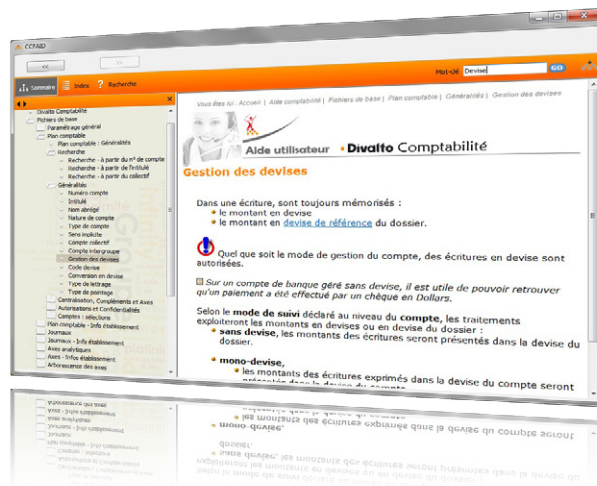 CCFAID
<<
>>
Sommaire Index ? Recherche
Mot-clé Devise GO
Divalto Comptabilité
Fichiers de base
Paramétrage général
Plan comptable
Plan comptable : Généralités
Recherche
Recherche - à partir du n° de compte
Recherche - à partir de l'intitulé
Recherche - à partir du collectif
Généralités
Numéro compte
Intitulé
Nom abrégé
Nature de compte
Type de compte
Sens implicite
Compte collectif
Compte intergroupe
Gestion des devises
Code devise
Conversion en devise
Type de lettrage
Type de pointage
Centralisation, Compléments et Axes
Autorisations et Confidentialités
Comptes : sélections
Plan comptable - Info établissement
Journaux
Journaux - Info établissement
Axes analytiques
Axes - Infos établissement
Arborescence des axes
Vous êtes ici : Accueil | Aide comptabilité | Fichiers de base | Plan comptable | Généralités | Gestion des devises
Aide utilisateur • Divalto Comptabilité
Gestion des devises
Dans une écriture, sont toujours mémorisés :
• le montant en devise
• le montant en devise de référence du dossier.
Quel que soit le mode de gestion du compte, des écritures en devise sont
autorisées.
Sur un compte de banque géré sans devise, il est utile de pouvoir retrouver
qu'un paiement a été effectué par un chèque en Dollars.
Selon le mode de suivi déclaré au niveau du compte, les traitements
exploiteront les montants en devises ou en devise du dossier :
• sans devise, les montants des écritures seront présentés dans la devise du
dossier.
• mono-devise,
• les montants des écritures exprimés dans la devise du compte seront
présentés dans la devise du compte